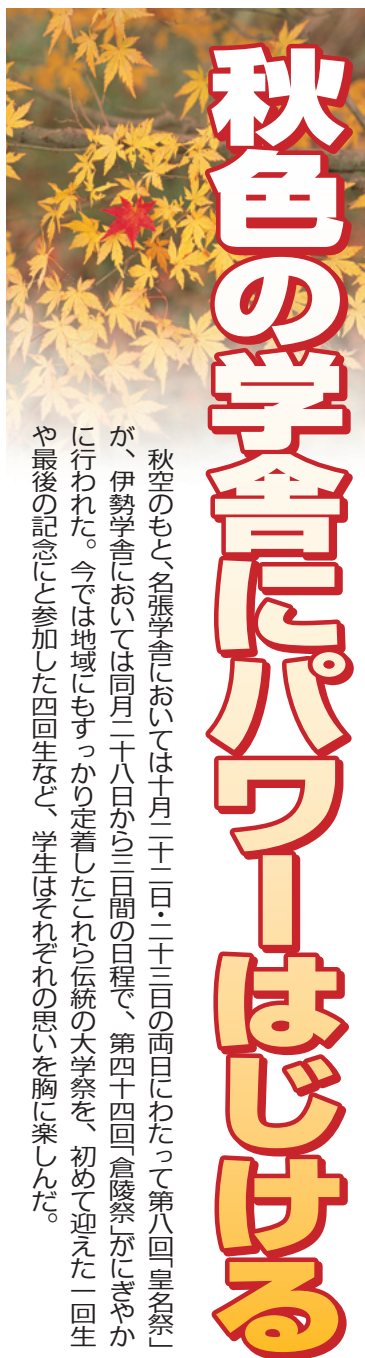 秋色の学舎にパワーはじける
秋空のもと、名張学舎においては十月二十二日・二十三日の両日にわたって第八回「皇名祭」
が、伊勢学舎においては同月二十八日から三日間の日程で、第四十四回「倉陵祭」がにぎやか
に行われた。今では地域にもすっかり定着したこれら伝統の大学祭を、初めて迎えた一回生
や最後の記念にと参加した四回生など、学生はそれぞれの思いを胸に楽しんだ。